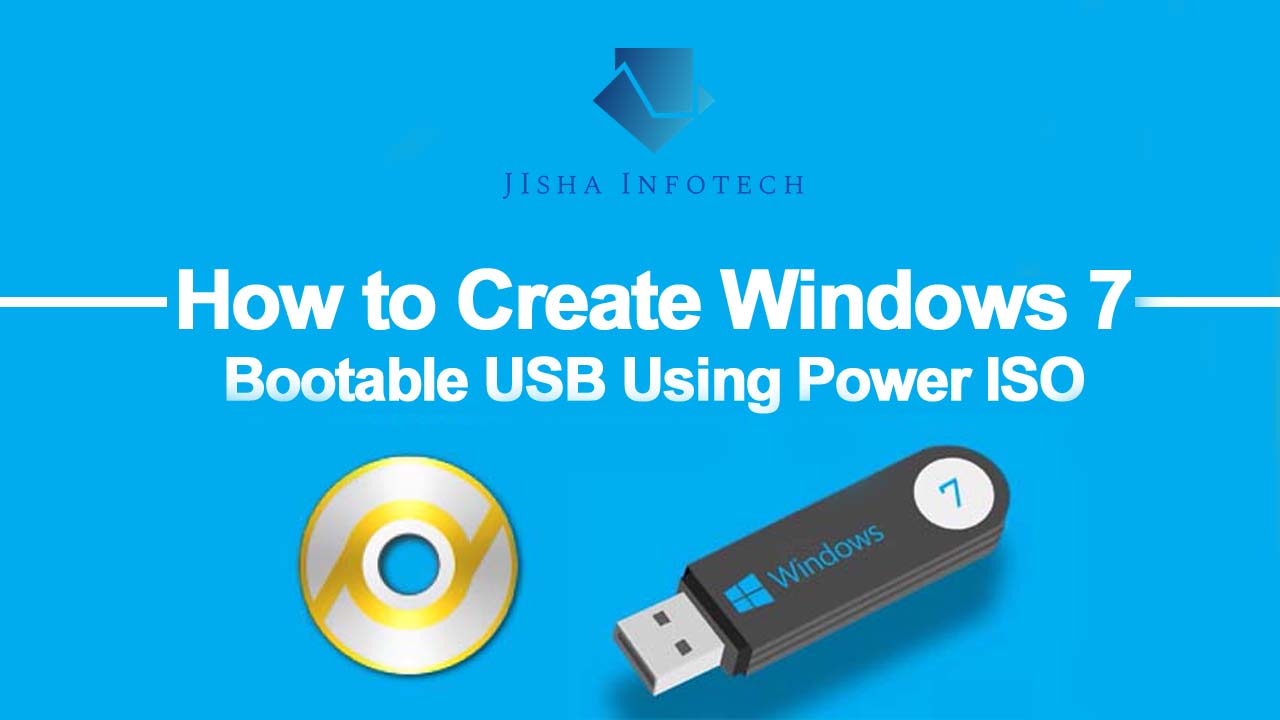 JIsha Infotech
How to Create Windows 7
Bootable USB Using Power ISO
7
Windows